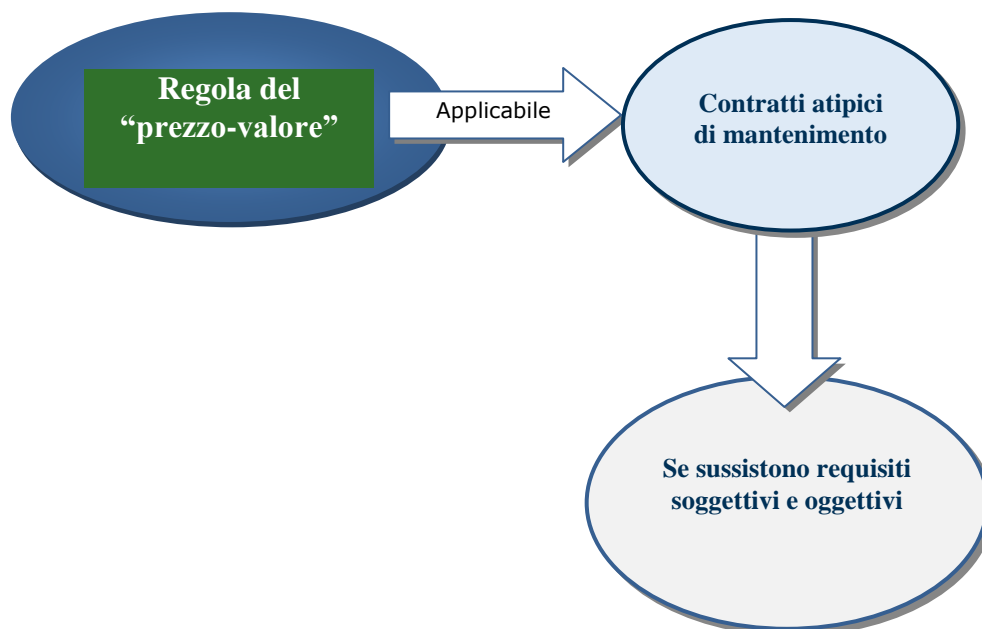 Regola del
“prezzo-valore”
Applicabile
Contratti atipici
di mantenimento
Se sussistono requisiti
soggettivi e oggettivi